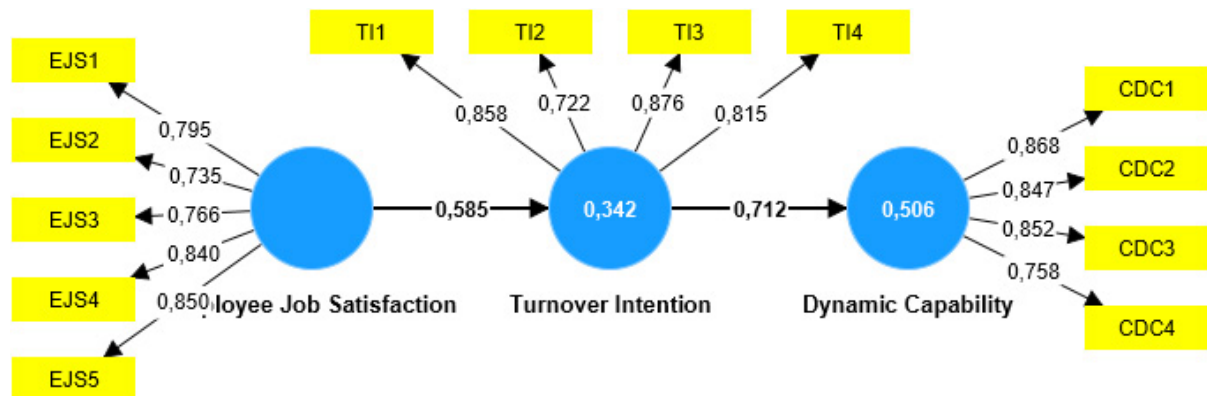 TI1
TI2
TI3
TI4
EJS1
EJS2
EJS3
EJS4
EJS5
0,795
0,735
0,766
0,840
0,850
0,858
0,722
0,876
0,815
0,585
0,342
0,712
0,506
0,868
0,847
0,852
0,758
CDC1
CDC2
CDC3
CDC4
ployee Job Satisfaction
Turnover Intention
Dynamic Capability